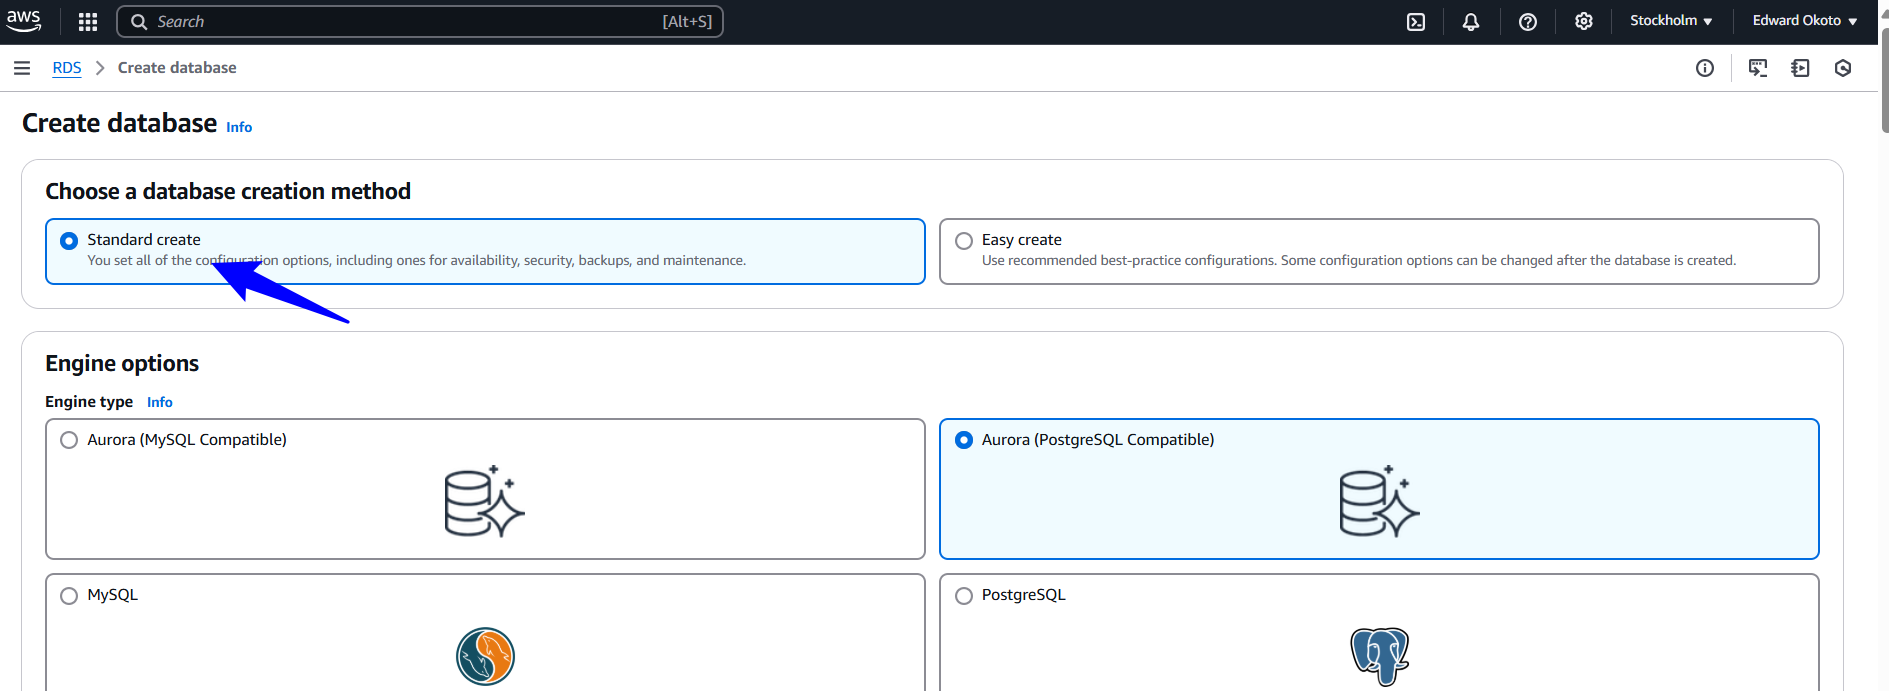 aws
Search [Alt+S]
Stockholm
Edward Okoto
RDS
Create database
Create database
Info
Choose a database creation method
Standard create
You set all of the configuration options, including ones for availability, security, backups, and maintenance.
Easy create
Use recommended best-practice configurations. Some configuration options can be changed after the database is created.
Engine options
Engine type
Info
Aurora (MySQL Compatible)
Aurora (PostgreSQL Compatible)
MySQL
PostgreSQL